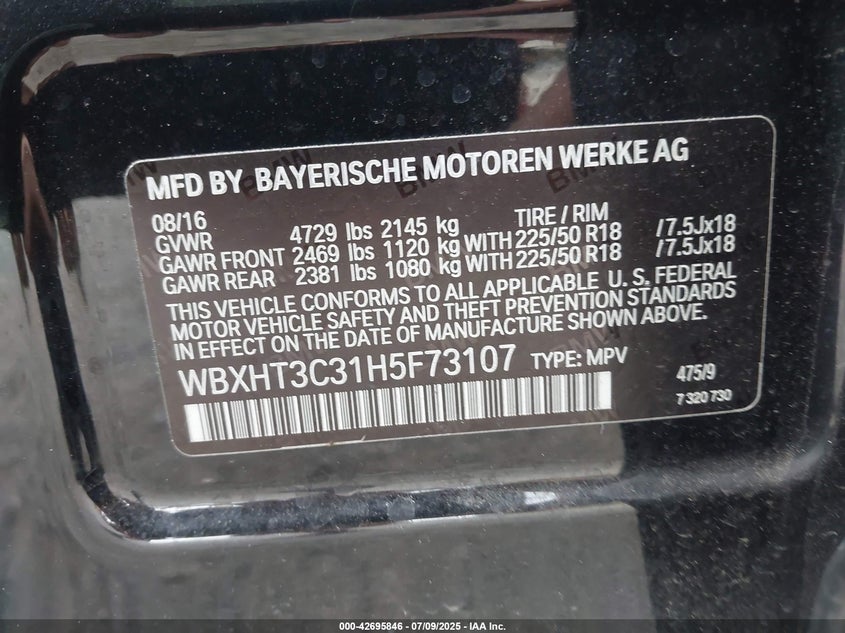 MFD BY BAYERISCHE MOTOREN WERKE AG
08/16 TIRE / RIM
GVWR 4729 lbs 2145 kg
GAWR FRONT 2469 lbs 1120 kg WITH 225/50 R18 /7.5Jx18
GAWR REAR 2381 lbs 1080 kg WITH 225/50 R18 /7.5Jx18
THIS VEHICLE CONFORMS TO ALL APPLICABLE U.S. FEDERAL
MOTOR VEHICLE SAFETY AND THEFT PREVENTION STANDARDS
IN EFFECT ON THE DATE OF MANUFACTURE SHOWN ABOVE.
WBXHT3C31H5F73107 TYPE: MPV 475/9
7 320 730
000-42695846 | 07/09/2025 - IAA Inc.